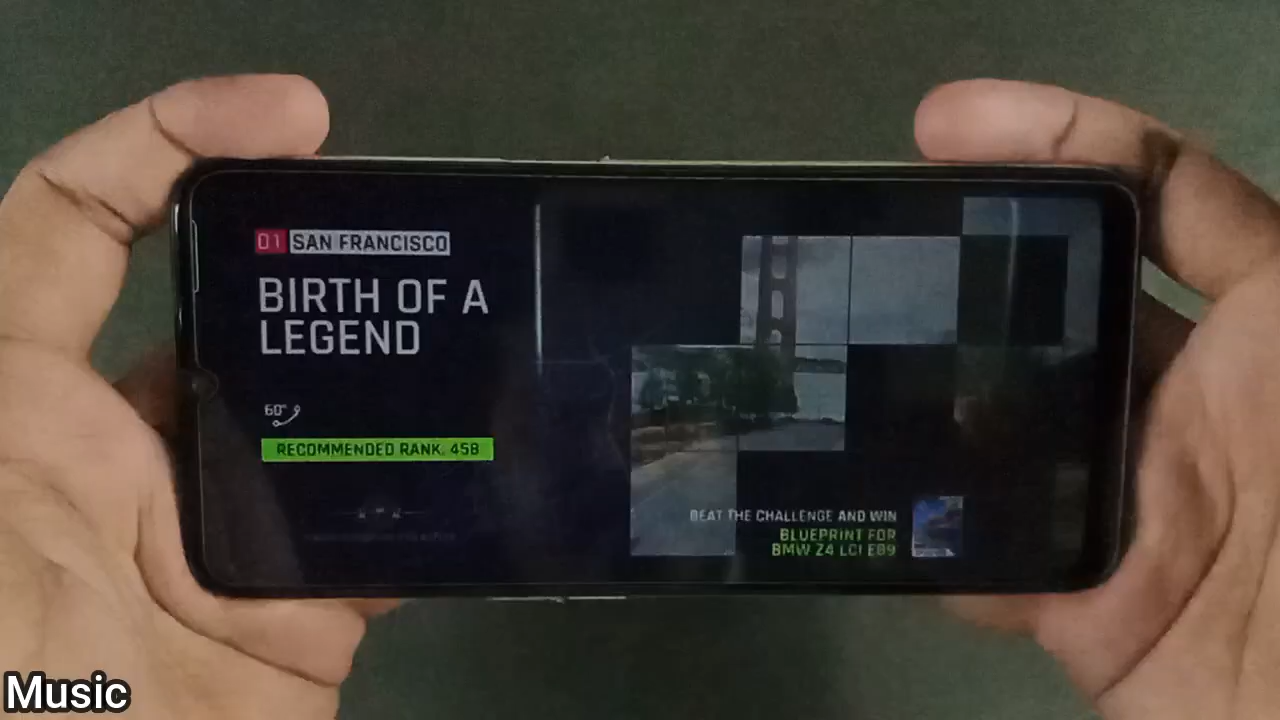 01 SAN FRANCISCO
BIRTH OF A
LEGEND
60"
RECOMMENDED RANK: 458
BEAT THE CHALLENGE AND WIN
BLUEPRINT FOR
BMW Z4 LCI E89
Music